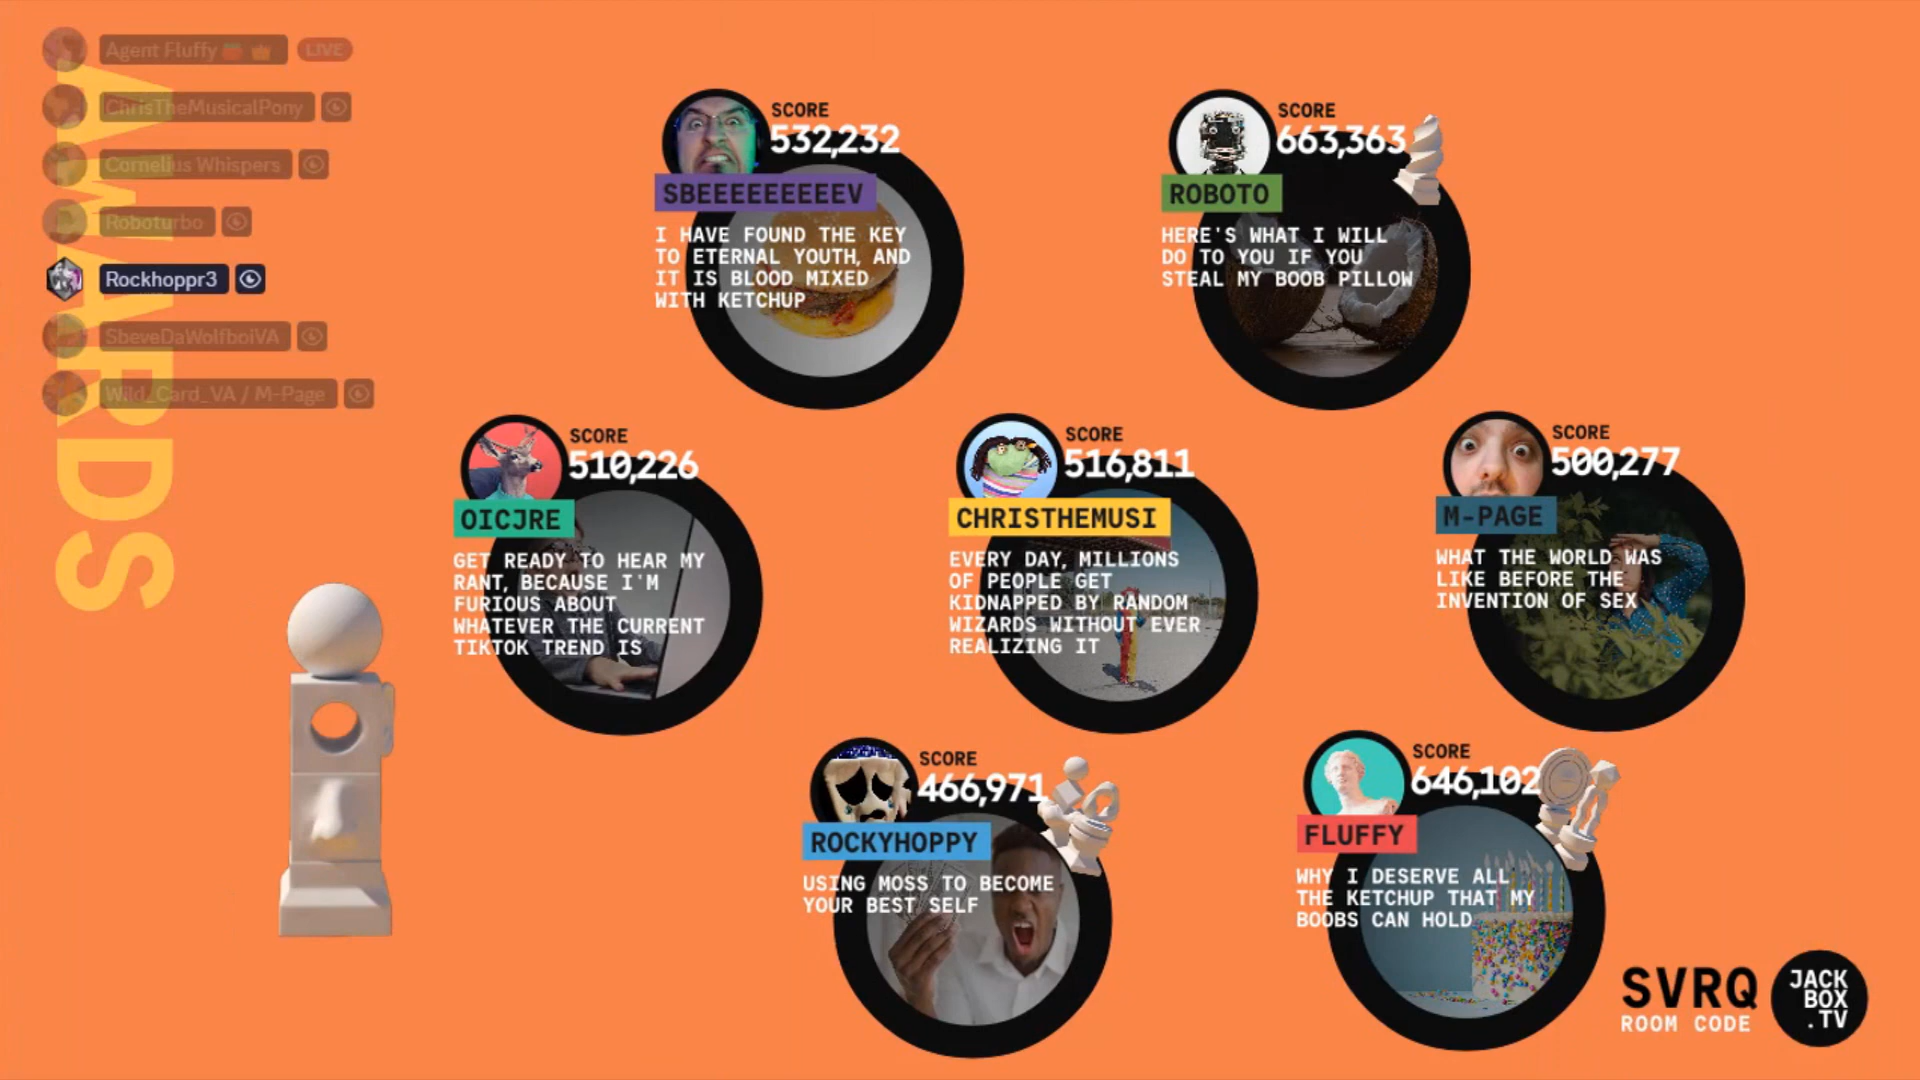 Agent Fluffy
LIVE
ChrisTheMusicalPony
Cornelius Whispers
Roboturbo
Rockhoppr3
SbeveDaWolfboiVA
Wild_Card_VA / M-Page
AWARDS
SCORE
532,232
SBEEEEEEEEEV
I HAVE FOUND THE KEY
TO ETERNAL YOUTH, AND
IT IS BLOOD MIXED
WITH KETCHUP
SCORE
663,363
ROBOTO
HERE'S WHAT I WILL
DO TO YOU IF YOU
STEAL MY BOOB PILLOW
SCORE
510,226
OICJRE
GET READY TO HEAR MY
RANT, BECAUSE I'M
FURIOUS ABOUT
WHATEVER THE CURRENT
TIKTOK TREND IS
SCORE
516,811
CHRISTHEMUSI
EVERY DAY, MILLIONS
OF PEOPLE GET
KIDNAPPED BY RANDOM
WIZARDS WITHOUT EVER
REALIZING IT
SCORE
500,277
M-PAGE
WHAT THE WORLD WAS
LIKE BEFORE THE
INVENTION OF SEX
SCORE
466,971
ROCKYHOPPY
USING MOSS TO BECOME
YOUR BEST SELF
SCORE
646,102
FLUFFY
WHY I DESERVE ALL
THE KETCHUP THAT MY
BOOBS CAN HOLD
SVRQ
ROOM CODE
JACK
BOX
.TV